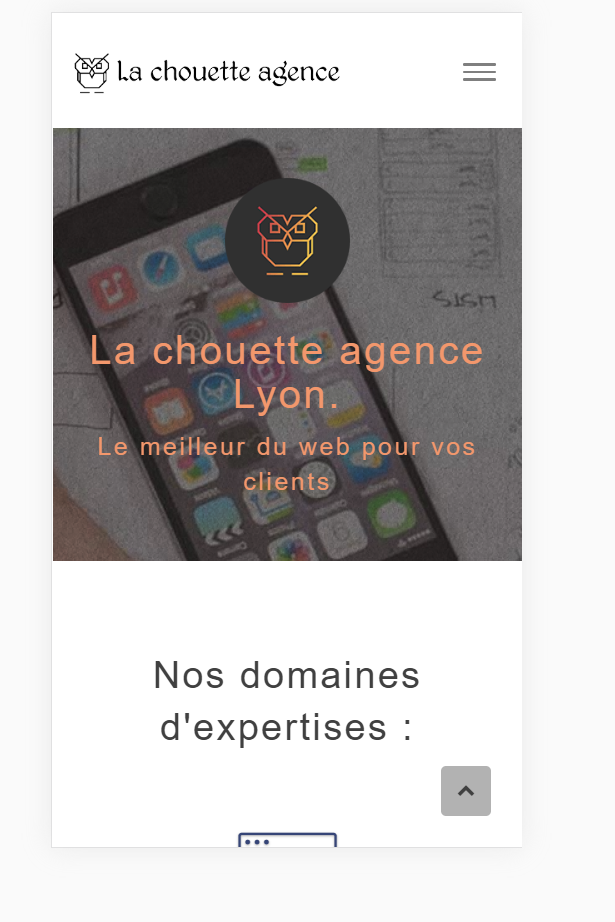 La chouette agence
La chouette agence
Lyon.
Le meilleur du web pour vos
clients
Nos domaines
d'expertises :